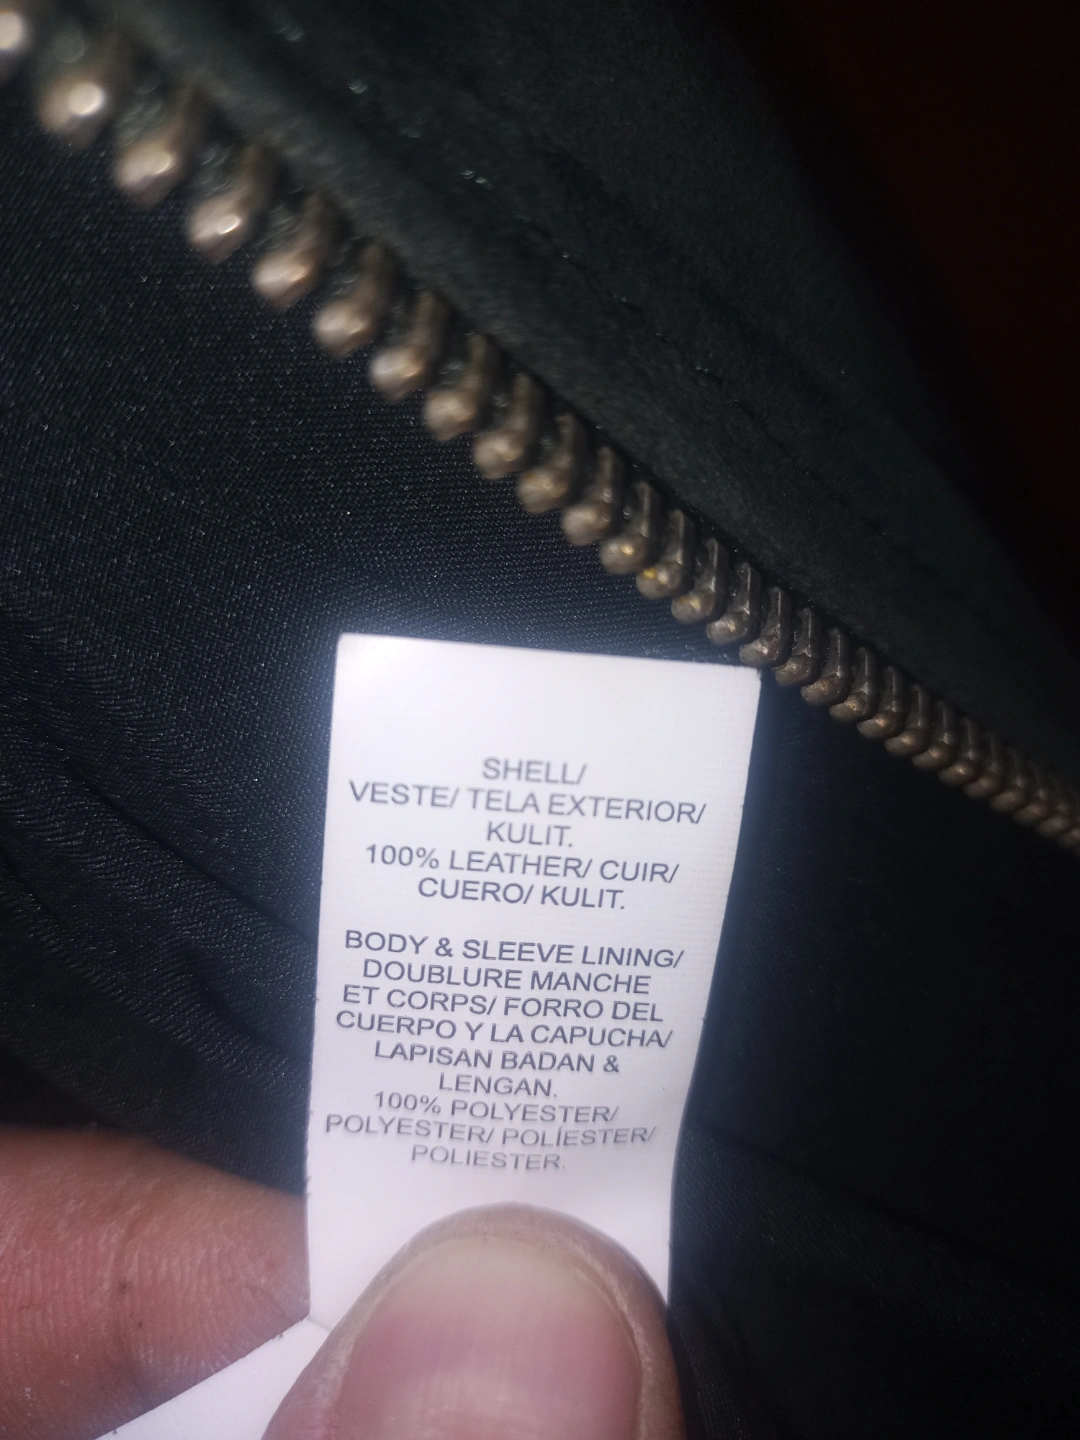 SHELL/
VESTE/ TELA EXTERIOR/
KULIT.
100% LEATHER/ CUIR/
CUERO/ KULIT.
BODY & SLEEVE LINING/
DOUBLURE MANCHE
ET CORPS/ FORRO DEL
CUERPO Y LA CAPUCHA/
LAPISAN BADAN &
LENGAN.
100% POLYESTER/
POLYESTER/ POLÍESTER/
POLIESTER.